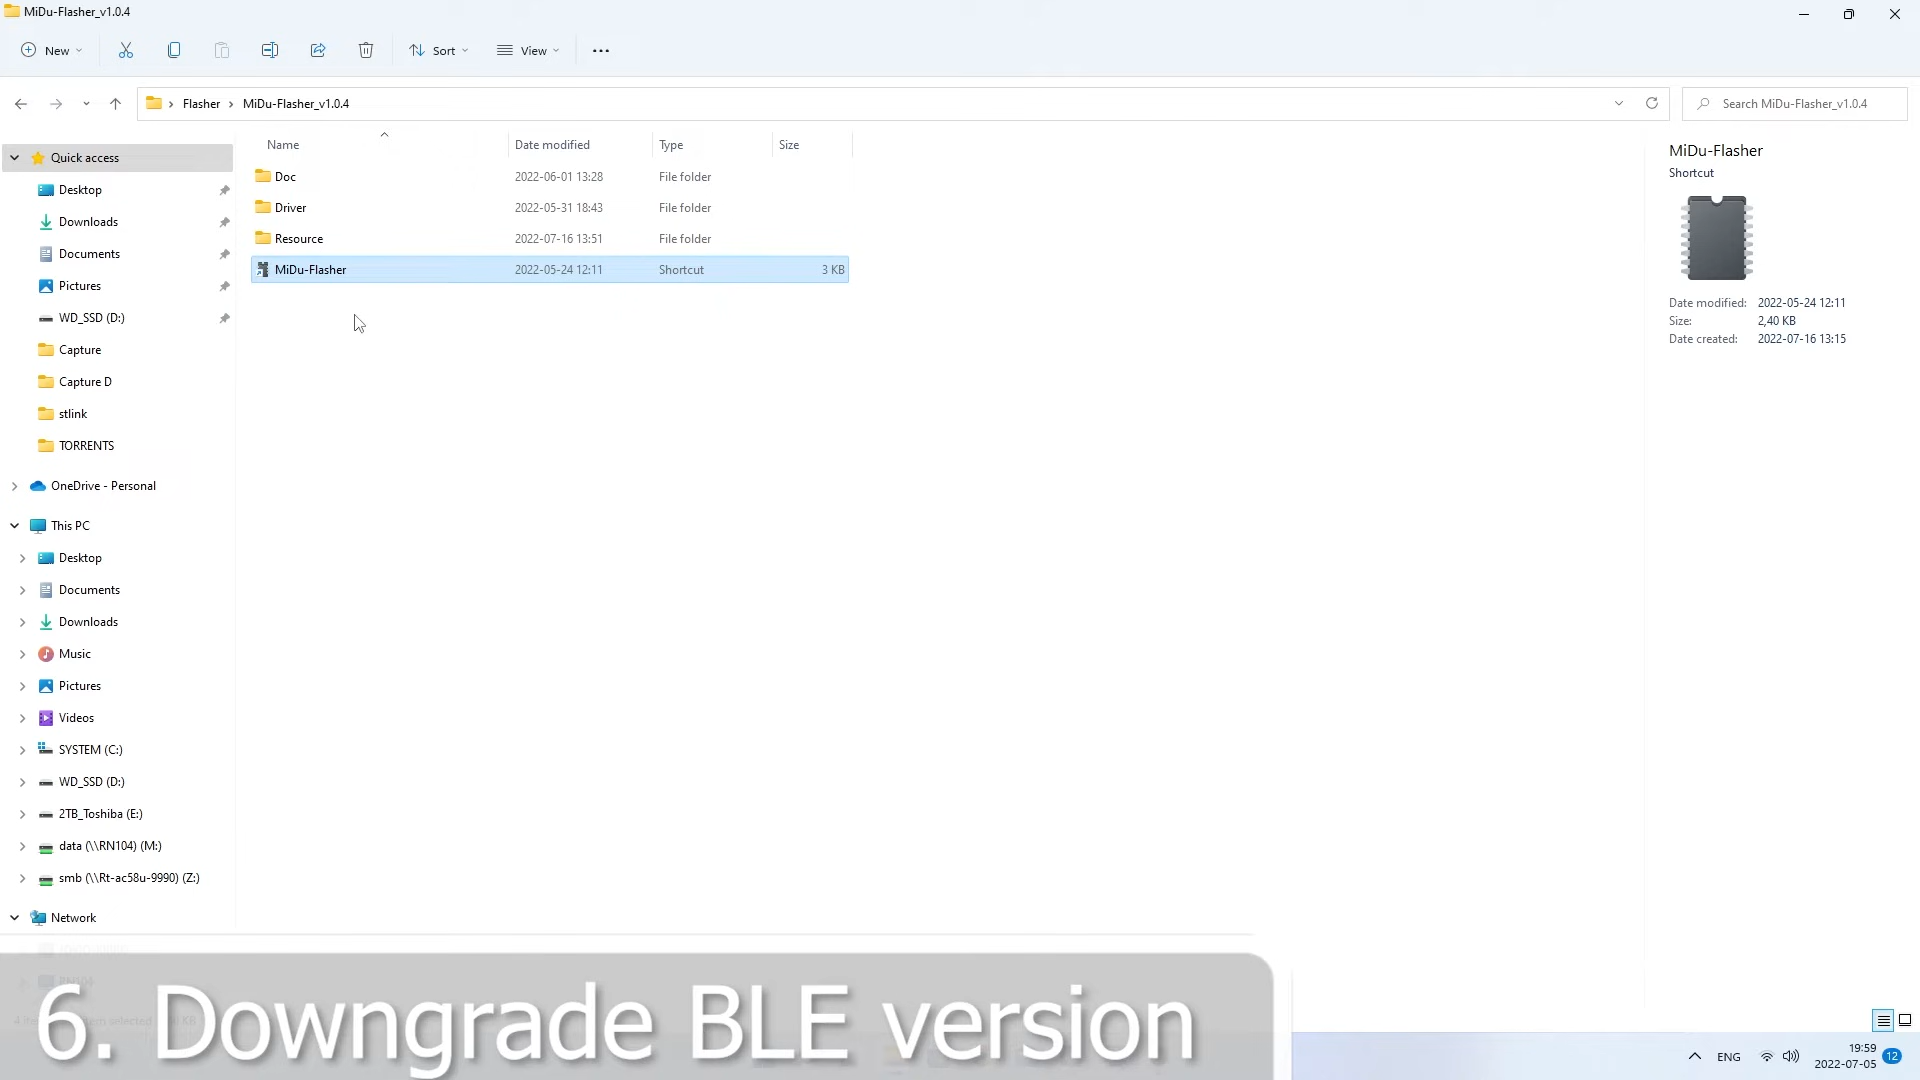 MiDu-Flasher_v1.0.4
New
Sort
View
Flasher
MiDu-Flasher_v1.0.4
Search MiDu-Flasher_v1.0.4
Name Date modified Type Size
Doc 2022-06-01 13:28 File folder
Driver 2022-05-31 18:43 File folder
Resource 2022-07-16 13:51 File folder
MiDu-Flasher 2022-05-24 12:11 Shortcut 3 KB
Quick access
Desktop
Downloads
Documents
Pictures
WD_SSD (D:)
Capture
Capture D
stlink
TORRENTS
OneDrive - Personal
This PC
Desktop
Documents
Downloads
Music
Pictures
Videos
SYSTEM (C:)
WD_SSD (D:)
2TB_Toshiba (E:)
data (\\RN104) (M:)
smb (\\Rt-ac58u-9990) (Z:)
Network
MiDu-Flasher
Shortcut
Date modified: 2022-05-24 12:11
Size: 2,40 KB
Date created: 2022-07-16 13:15
6. Downgrade BLE version
ENG
19:59
2022-07-05
12